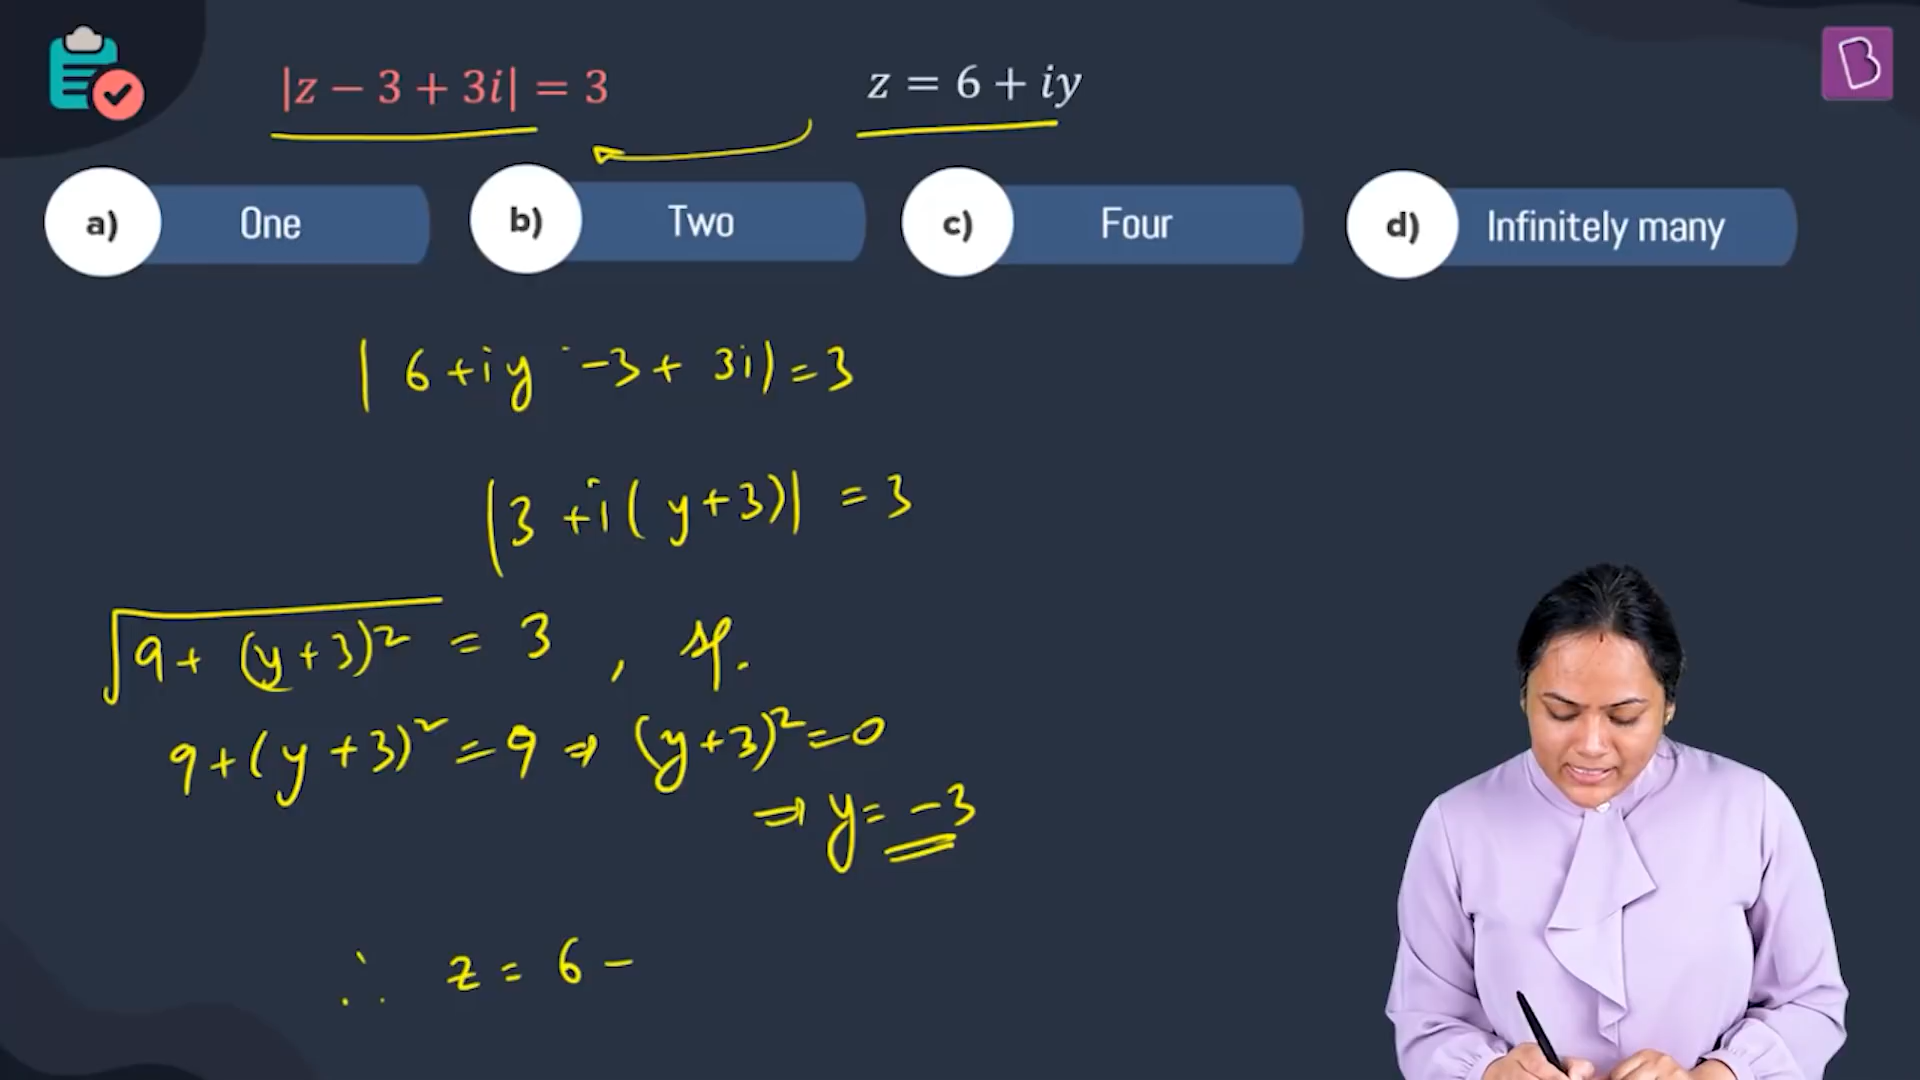 |z − 3 + 3i| = 3 z = 6 + iy
a) One b) Two c) Four d) Infinitely many
| 6 + i y − 3 + 3i) = 3
|3 + i ( y + 3)| = 3
√9 + (y + 3)² = 3 ,
9 + ( y + 3)² = 9 ⇒ (y + 3)² = 0
⇒ y = −3
∴ z = 6 −